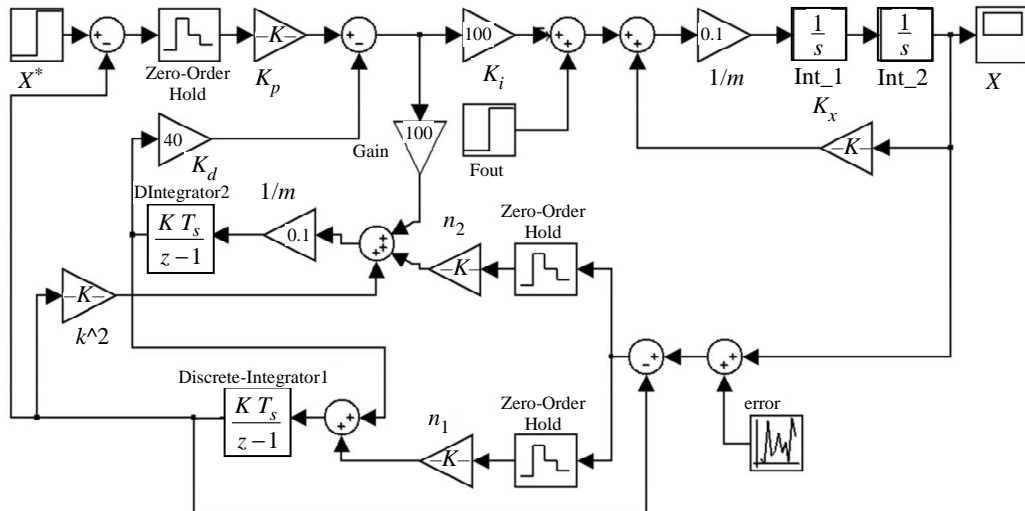 X*
Zero-Order
Hold
–K–
K_p
100
K_i
0.1
1/m
1
s
Int_1
1
s
Int_2
X
K_x
–K–
Fout
100
Gain
40
K_d
DIntegrator2
K T_s
z − 1
1/m
0.1
n_2
–K–
Zero-Order
Hold
–K–
k^2
Discrete-Integrator1
K T_s
z − 1
n_1
–K–
Zero-Order
Hold
error